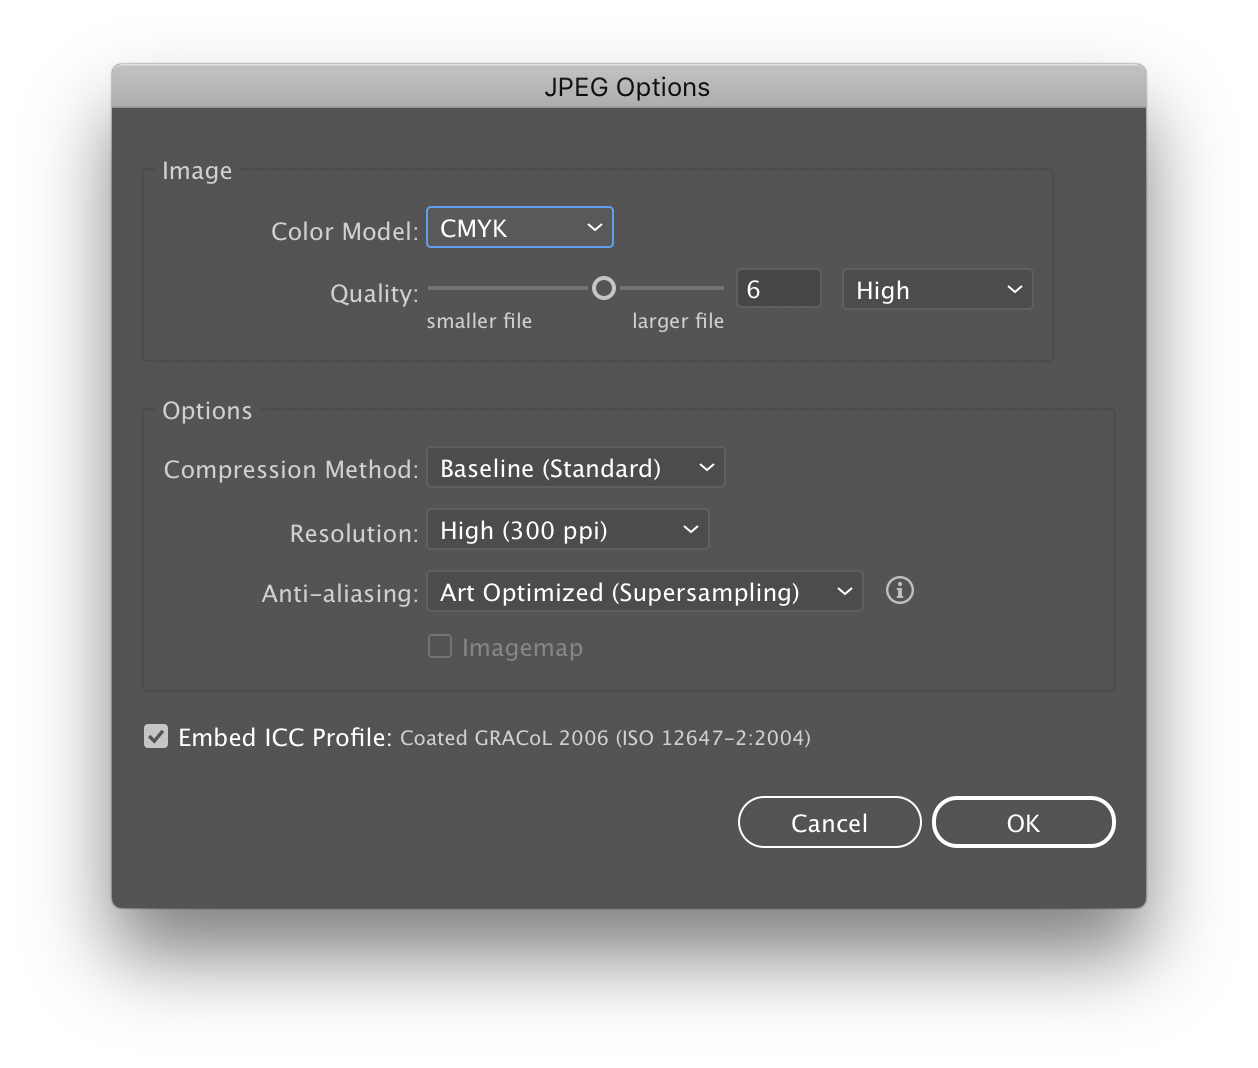 JPEG Options
Image
Color Model: CMYK
Quality: 6 High
smaller file larger file
Options
Compression Method: Baseline (Standard)
Resolution: High (300 ppi)
Anti-aliasing: Art Optimized (Supersampling)
Imagemap
Embed ICC Profile: Coated GRACoL 2006 (ISO 12647-2:2004)
Cancel OK